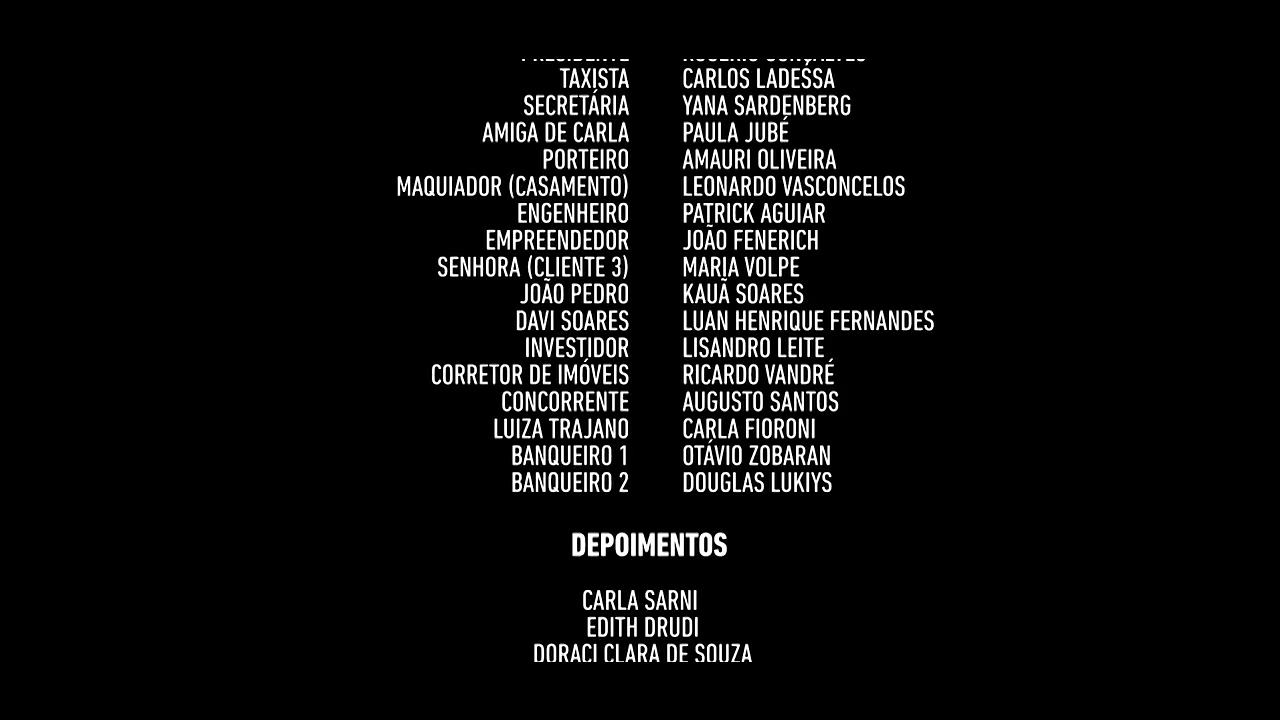 PRESIDENTE ROGÉRIO GONÇALVES
TAXISTA CARLOS LADESSA
SECRETÁRIA YANA SARDENBERG
AMIGA DE CARLA PAULA JUBÉ
PORTEIRO AMAURI OLIVEIRA
MAQUIADOR (CASAMENTO) LEONARDO VASCONCELOS
ENGENHEIRO PATRICK AGUIAR
EMPREENDEDOR JOÃO FENERICH
SENHORA (CLIENTE 3) MARIA VOLPE
JOÃO PEDRO KAUÃ SOARES
DAVI SOARES LUAN HENRIQUE FERNANDES
INVESTIDOR LISANDRO LEITE
CORRETOR DE IMÓVEIS RICARDO VANDRÉ
CONCORRENTE AUGUSTO SANTOS
LUIZA TRAJANO CARLA FIORONI
BANQUEIRO 1 OTÁVIO ZOBARAN
BANQUEIRO 2 DOUGLAS LUKIYS
DEPOIMENTOS
CARLA SARNI
EDITH DRUDI
DORACI CLARA DE SOUZA